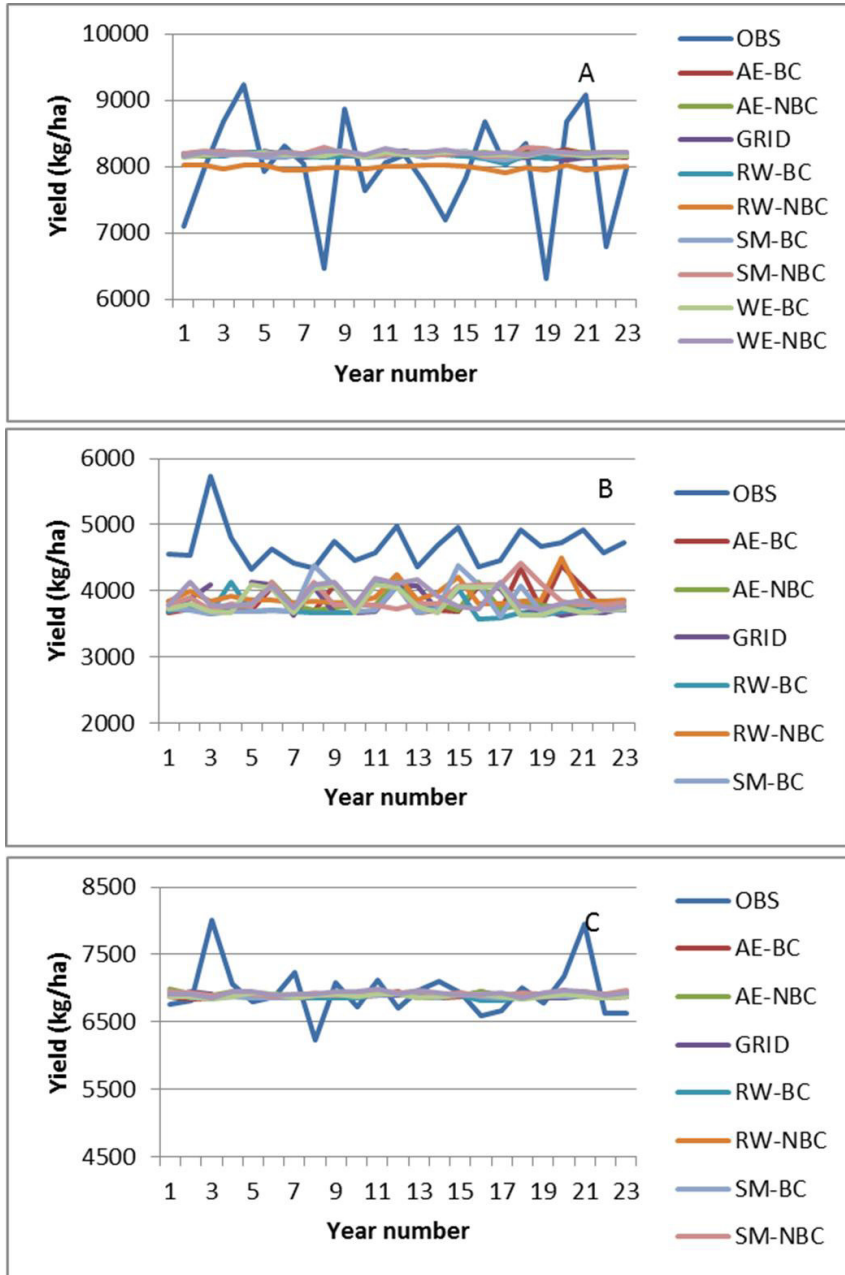 A
Yield (kg/ha)
10000
9000
8000
7000
6000
1 3 5 7 9 11 13 15 17 19 21 23
Year number
OBS
AE-BC
AE-NBC
GRID
RW-BC
RW-NBC
SM-BC
SM-NBC
WE-BC
WE-NBC
B
Yield (kg/ha)
6000
5000
4000
3000
2000
1 3 5 7 9 11 13 15 17 19 21 23
Year number
OBS
AE-BC
AE-NBC
GRID
RW-BC
RW-NBC
SM-BC
C
Yield (kg/ha)
8500
7500
6500
5500
4500
1 3 5 7 9 11 13 15 17 19 21 23
Year number
OBS
AE-BC
AE-NBC
GRID
RW-BC
RW-NBC
SM-BC
SM-NBC